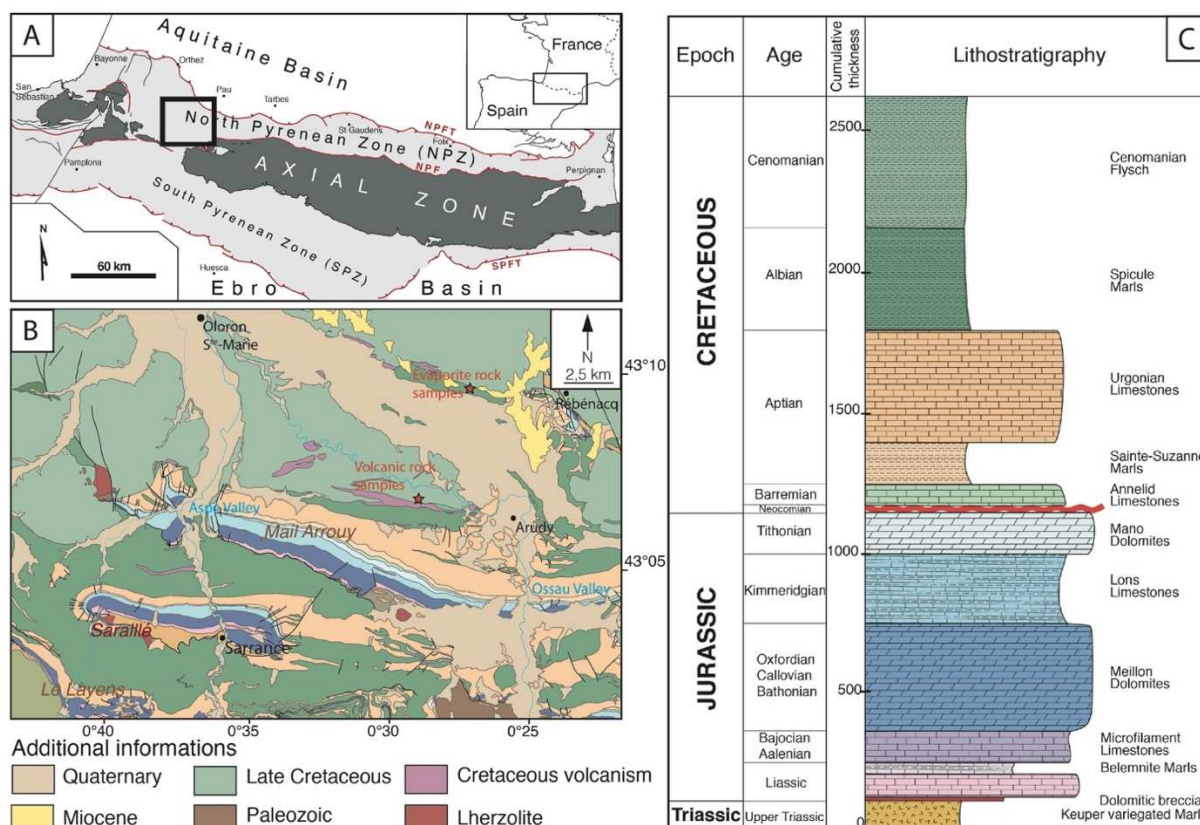 A
Aquitaine Basin
France
Spain
Bayonne
Orthez
San
Sebastian
Pau
Tarbes
St Gaudens
NPFT
Foix
North Pyrenean Zone (NPZ)
NPF
Perpignan
Pamplona
AXIAL ZONE
South Pyrenean Zone (SPZ)
N
60 km
Huesca
SPFT
Ebro Basin
B
Oloron
Ste-Marie
N
2,5 km
43°10
Evaporite rock
samples
Rébénacq
Volcanic rock
samples
Aspe Valley
Mail Arrouy
Arudy
43°05
Ossau Valley
Saraillé
Sarrance
Le Layens
0°40
0°35
0°30
0°25
Additional informations
Quaternary
Late Cretaceous
Cretaceous volcanism
Miocene
Paleozoic
Lherzolite
C
Epoch
Age
Cumulative
thickness
Lithostratigraphy
CRETACEOUS
JURASSIC
Triassic
Cenomanian
Albian
Aptian
Barremian
Neocomian
Tithonian
Kimmeridgian
Oxfordian
Callovian
Bathonian
Bajocian
Aalenian
Liassic
Upper Triassic
2500
2000
1500
1000
500
0
Cenomanian
Flysch
Spicule
Marls
Urgonian
Limestones
Sainte-Suzanne
Marls
Annelid
Limestones
Mano
Dolomites
Lons
Limestones
Meillon
Dolomites
Microfilament
Limestones
Belemnite Marls
Dolomitic breccia
Keuper variegated Marls